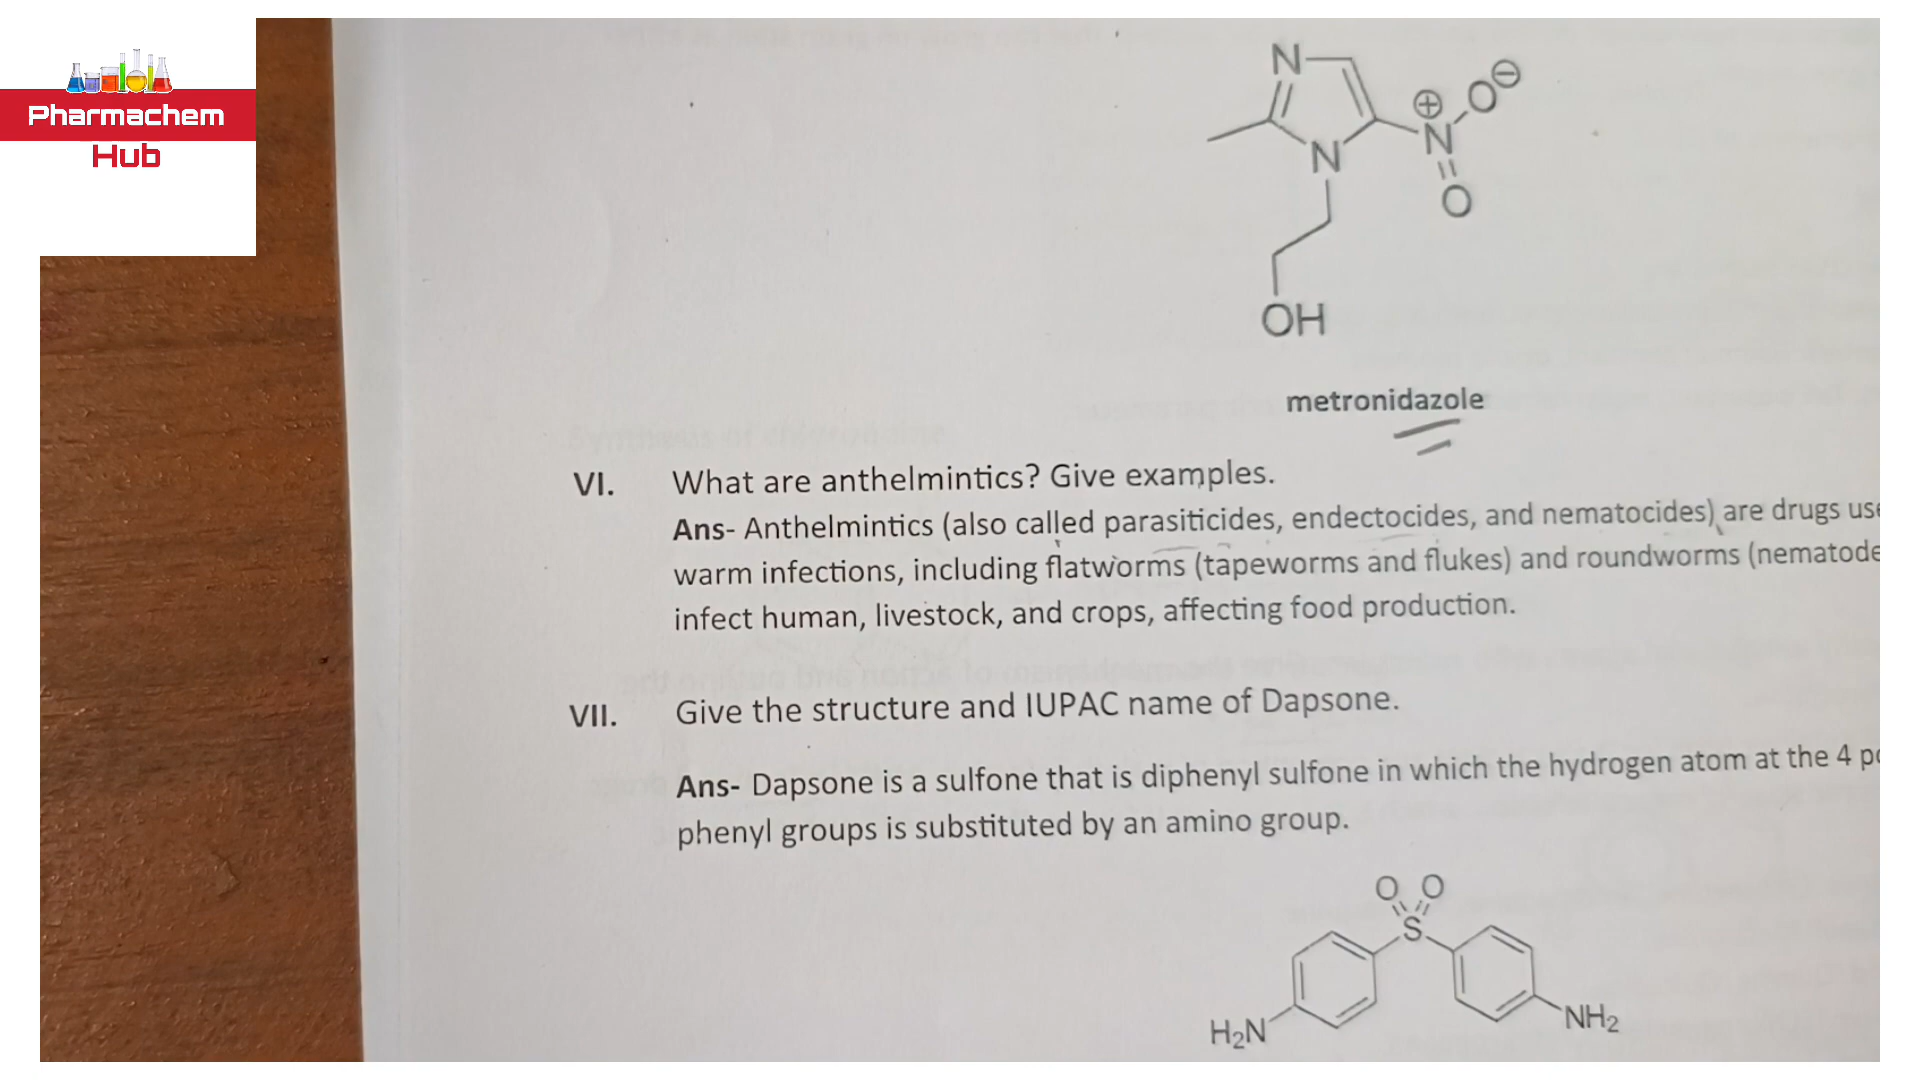 Pharmachem
Hub
N
N
N
⊕
O
⊖
O
OH
metronidazole
VI. What are anthelmintics? Give examples.
Ans- Anthelmintics (also called parasiticides, endectocides, and nematocides) are drugs
warm infections, including flatworms (tapeworms and flukes) and roundworms
infect human, livestock, and crops, affecting food production.
VII. Give the structure and IUPAC name of Dapsone.
Ans- Dapsone is a sulfone that is diphenyl sulfone in which the hydrogen atom at the 4
phenyl groups is substituted by an amino group.
O O
S
H₂N
NH₂